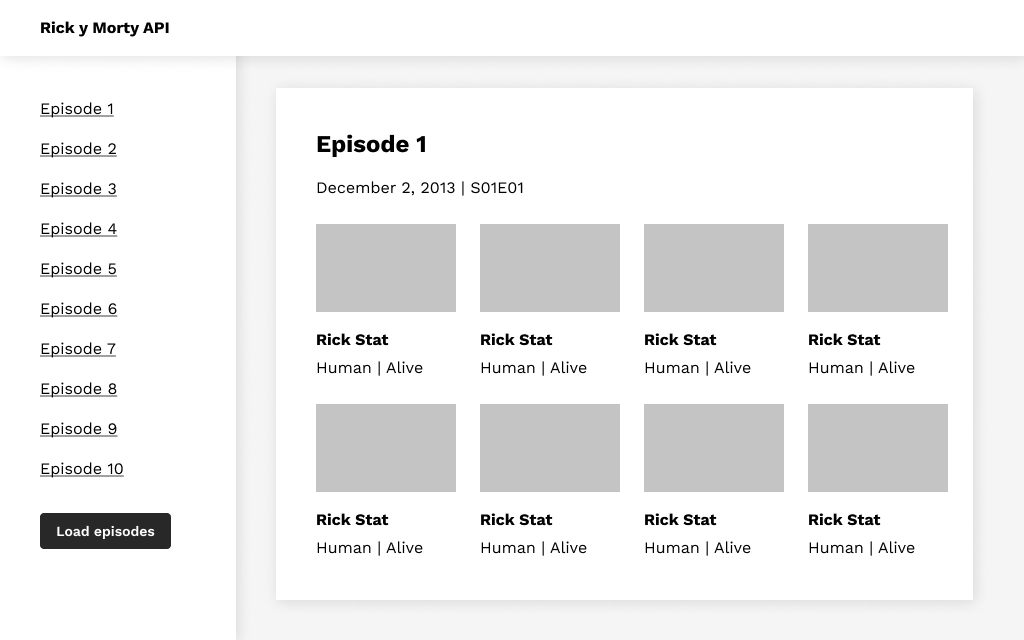 Rick y Morty API
Episode 1
Episode 2
Episode 3
Episode 4
Episode 5
Episode 6
Episode 7
Episode 8
Episode 9
Episode 10
Load episodes
Episode 1
December 2, 2013 | S01E01
Rick Stat Rick Stat Rick Stat Rick Stat
Human | Alive Human | Alive Human | Alive Human | Alive
Rick Stat Rick Stat Rick Stat Rick Stat
Human | Alive Human | Alive Human | Alive Human | Alive